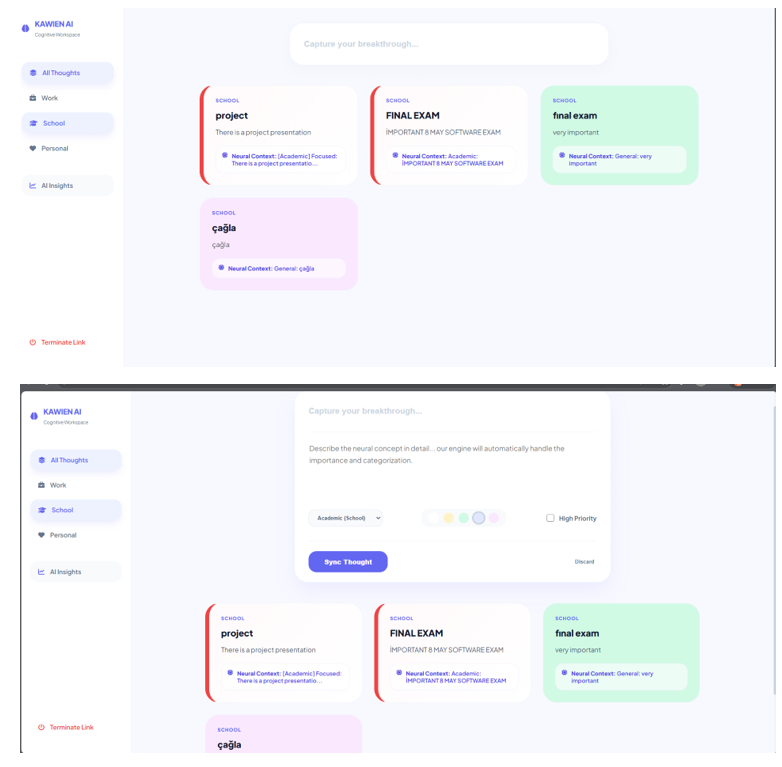 KAWIEN AI
Cognitive Workspace
All Thoughts
Work
School
Personal
AI Insights
Terminate Link
Capture your breakthrough...
SCHOOL
project
There is a project presentation
Neural Context: [Academic] Focused:
There is a project presentatio...
SCHOOL
FINAL EXAM
İMPORTANT 8 MAY SOFTWARE EXAM
Neural Context: Academic:
İMPORTANT 8 MAY SOFTWARE EXAM
SCHOOL
fınal exam
very important
Neural Context: General: very
important
SCHOOL
çağla
çağla
Neural Context: General: çağla
KAWIEN AI
Cognitive Workspace
All Thoughts
Work
School
Personal
AI Insights
Terminate Link
Capture your breakthrough...
Describe the neural concept in detail... our engine will automatically handle the
importance and categorization.
Academic (School)
High Priority
Sync Thought
Discard
SCHOOL
project
There is a project presentation
Neural Context: [Academic] Focused:
There is a project presentatio...
SCHOOL
FINAL EXAM
İMPORTANT 8 MAY SOFTWARE EXAM
Neural Context: Academic:
İMPORTANT 8 MAY SOFTWARE EXAM
SCHOOL
fınal exam
very important
Neural Context: General: very
important
SCHOOL
çağla